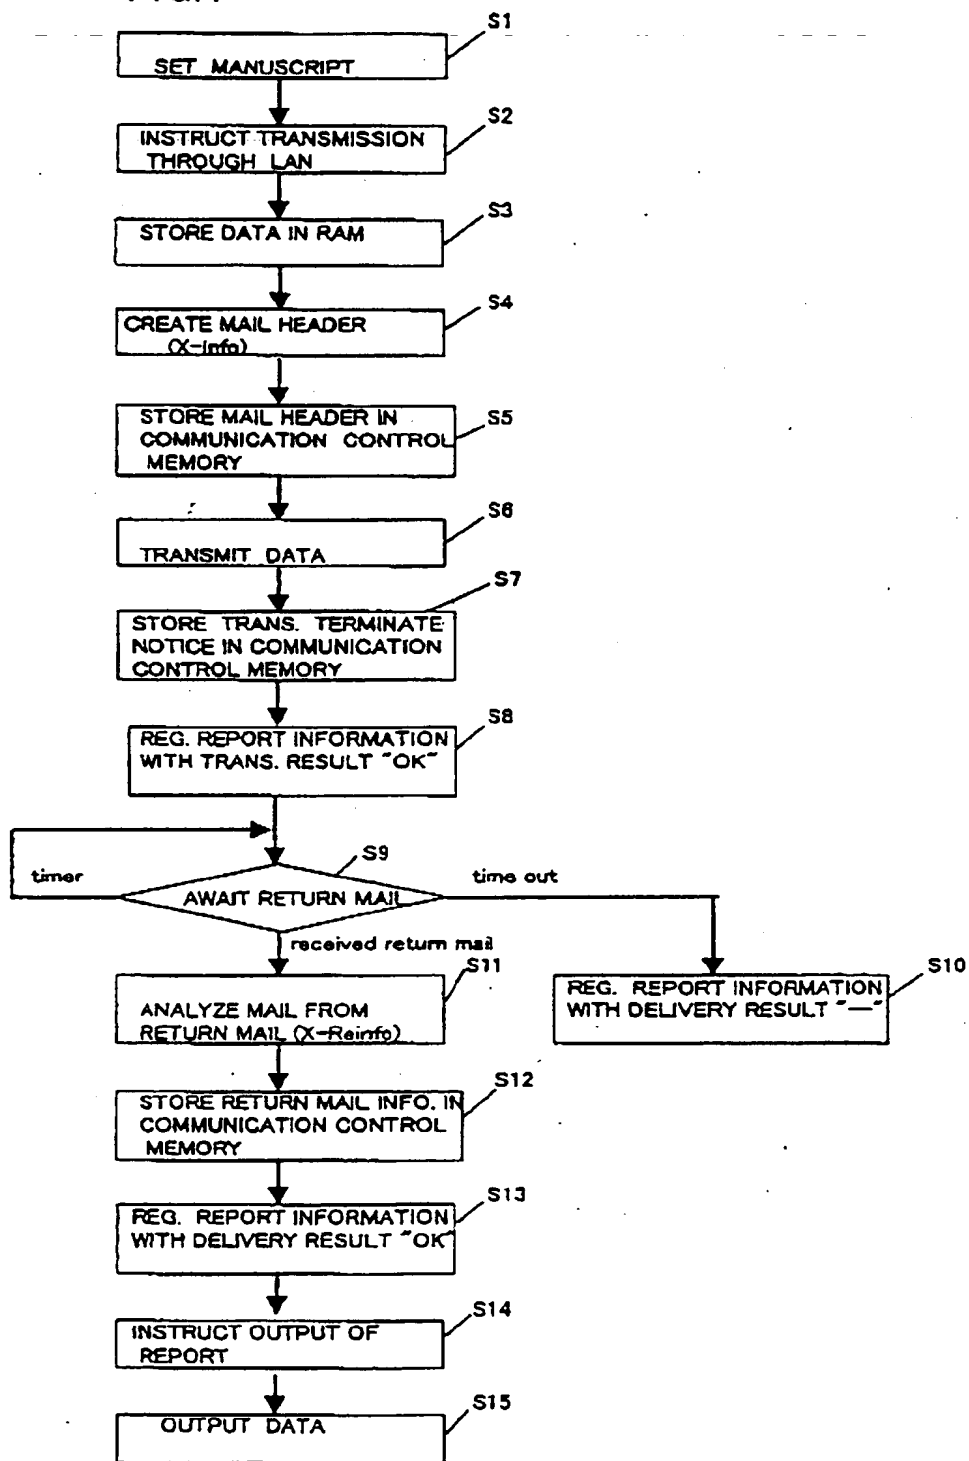 S1
SET MANUSCRIPT
S2
INSTRUCT TRANSMISSION
THROUGH LAN
S3
STORE DATA IN RAM
S4
CREATE MAIL HEADER
(X-info)
STORE MAIL HEADER IN
S5
COMMUNICATION CONTROL
MEMORY
S6
TRANSMIT DATA
S7
STORE TRANS. TERMINATE
NOTICE IN COMMUNICATION
CONTROL MEMORY
S8
REG. REPORT INFORMATION
WITH TRANS. RESULT "OK"
S9
timer
time out
AWAIT RETURN MAIL
received return mail
S11
S10
ANALYZE MAIL FROM
RETURN MAIL (X-Reinfo)
REG. REPORT INFORMATION
WITH DELIVERY RESULT "—"
S12
STORE RETURN MAIL INFO. IN
COMMUNICATION CONTROL
MEMORY
S13
REG. REPORT INFORMATION
WITH DELIVERY RESULT "OK"
S14
INSTRUCT OUTPUT OF
REPORT
S15
OUTPUT DATA